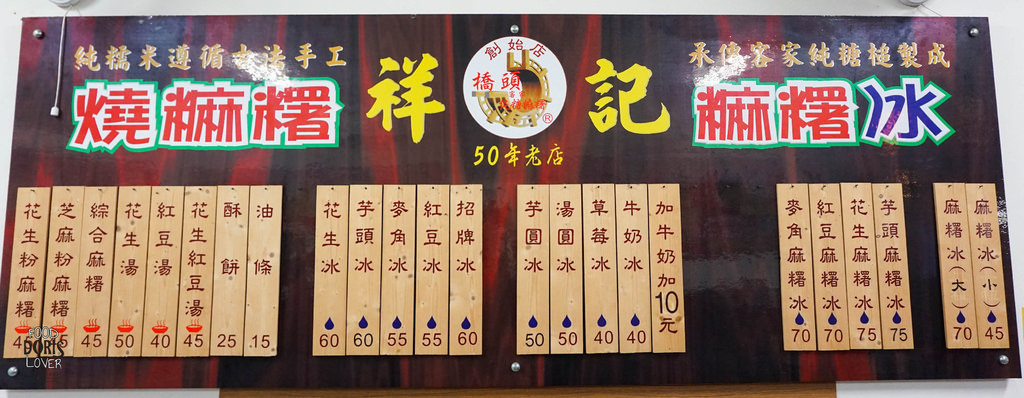 純糯米遵循古法手工
燒麻糬
祥
創始店
橋頭
®
記
50年老店
承傳客家純糖槌製成
麻糬冰
花生粉麻糬
芝麻粉麻糬
綜合麻糬 45
花生湯 50
紅豆湯 40
花生紅豆湯 45
酥餅 25
油條 15
花生冰 60
芋頭冰 60
麥角冰 55
紅豆冰 55
招牌冰 60
芋圓冰 50
湯圓冰 50
草莓冰 40
牛奶冰 40
加牛奶加10元
麥角麻糬冰 70
紅豆麻糬冰 70
花生麻糬冰 75
芋頭麻糬冰 75
麻糬冰(大) 70
麻糬冰(小) 45
FOOD
DORIS
LOVER